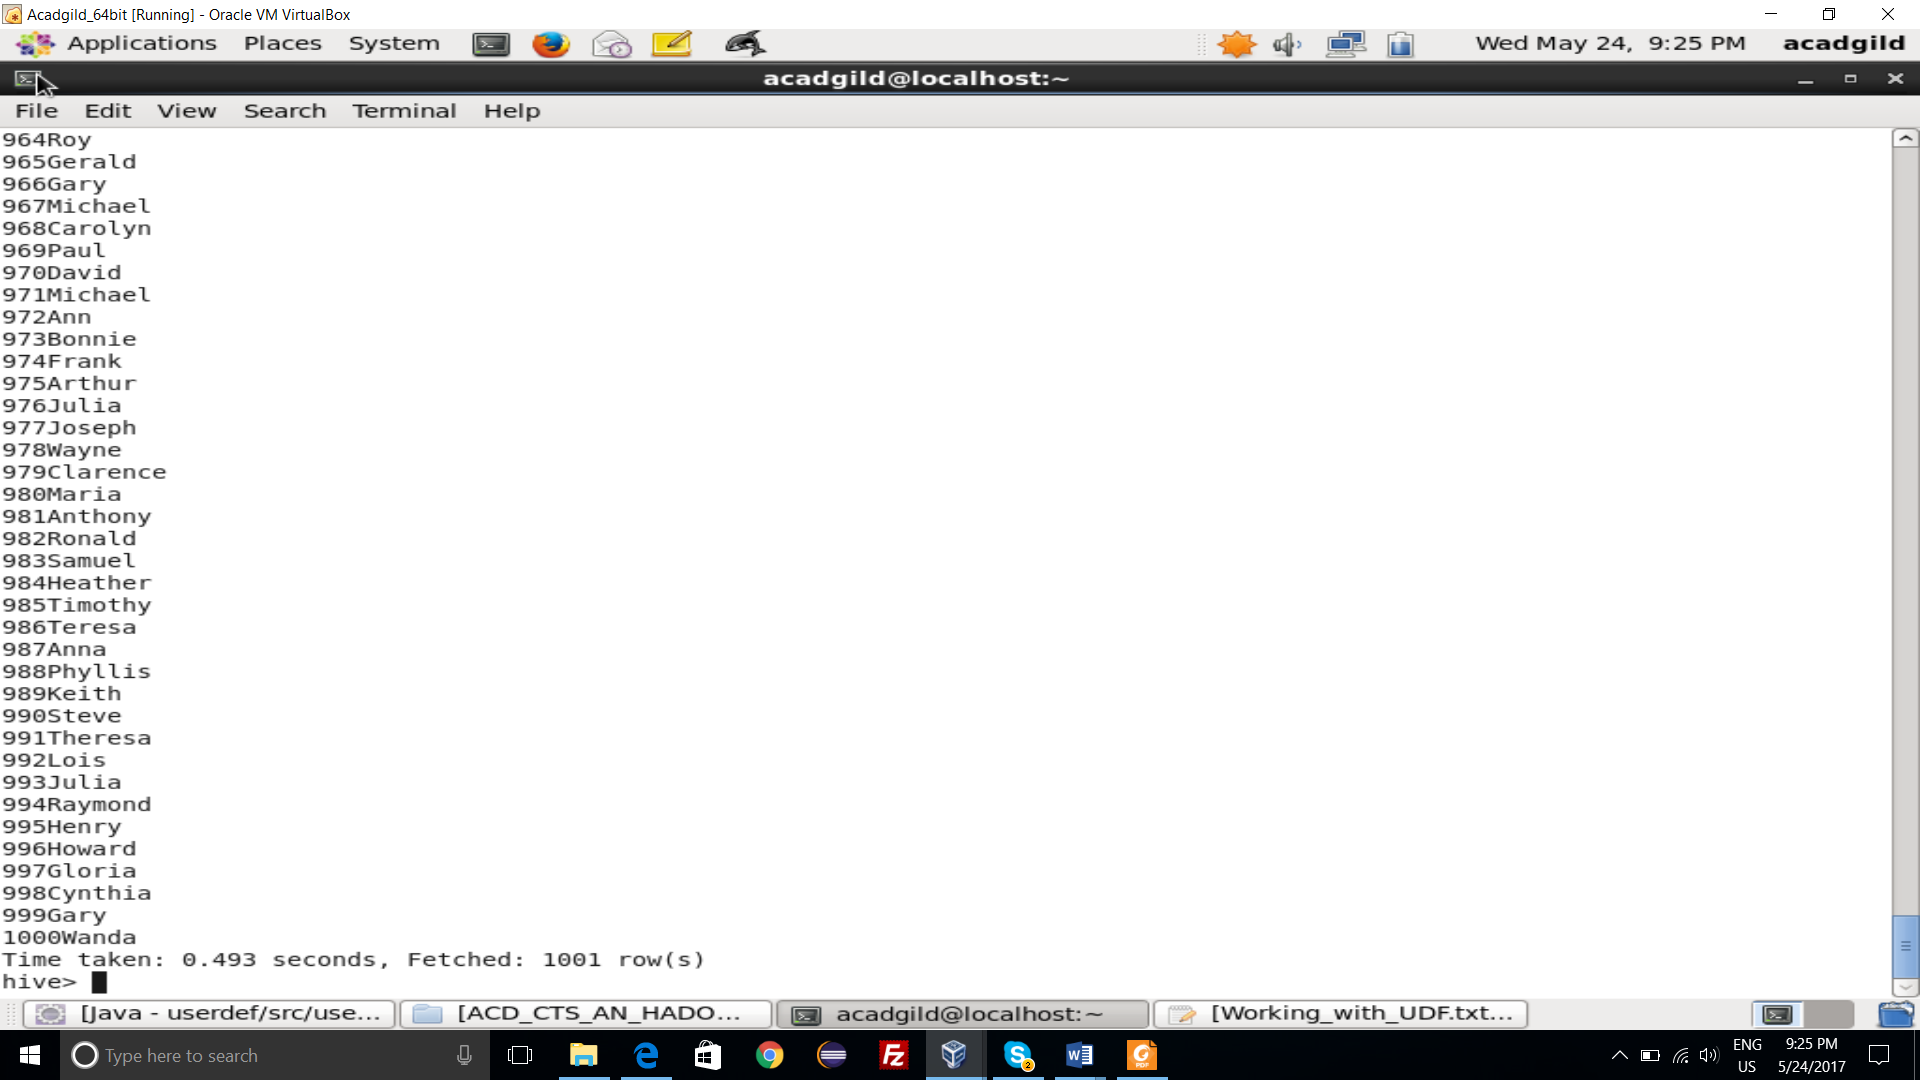 Acadgild_64bit [Running] - Oracle VM VirtualBox
Applications Places System Wed May 24, 9:25 PM acadgild
acadgild@localhost:~
File Edit View Search Terminal Help
964Roy
965Gerald
966Gary
967Michael
968Carolyn
969Paul
970David
971Michael
972Ann
973Bonnie
974Frank
975Arthur
976Julia
977Joseph
978Wayne
979Clarence
980Maria
981Anthony
982Ronald
983Samuel
984Heather
985Timothy
986Teresa
987Anna
988Phyllis
989Keith
990Steve
991Theresa
992Lois
993Julia
994Raymond
995Henry
996Howard
997Gloria
998Cynthia
999Gary
1000Wanda
Time taken: 0.493 seconds, Fetched: 1001 row(s)
hive>
[Java - userdef/src/use... [ACD_CTS_AN_HADO... acadgild@localhost:~ [Working_with_UDF.txt...
Type here to search
ENG 9:25 PM
US 5/24/2017